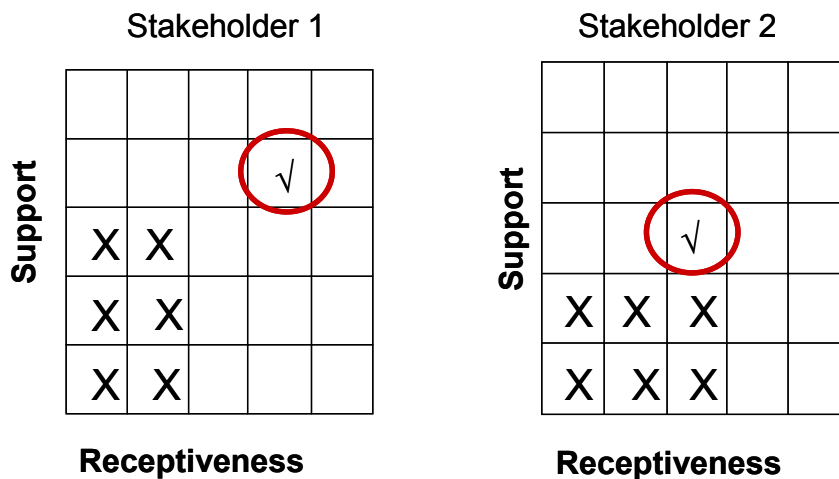 Stakeholder 1
Support
√
X X
X X
X X
Receptiveness
Stakeholder 2
Support
√
X X X
X X X
Receptiveness